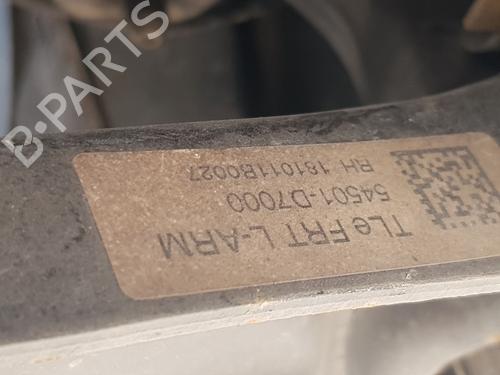 TLe FRT L-ARM
54501-D7000
RH 181011B0027
B-PARTS